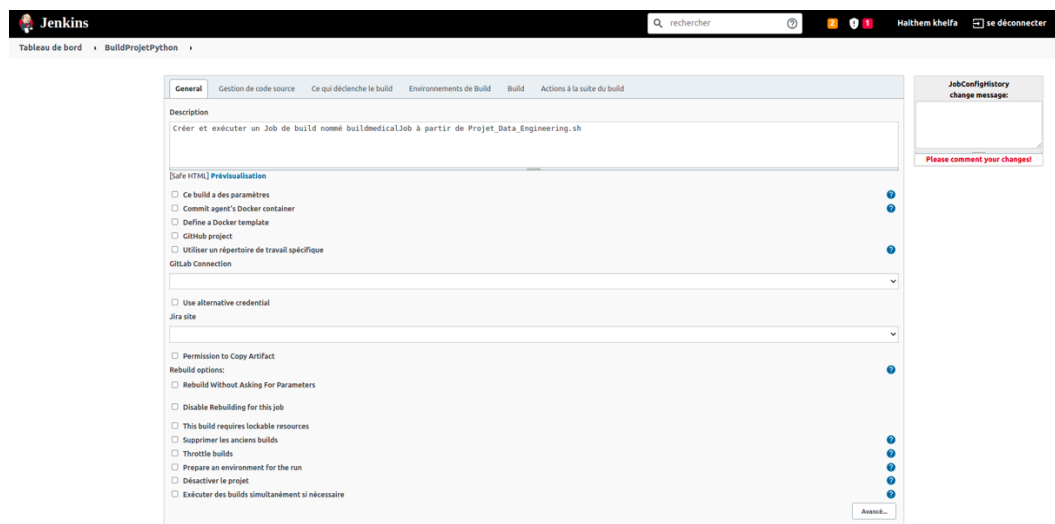 Jenkins
rechercher
2
1
Haithem khelfa
se déconnecter
Tableau de bord
BuildProjetPython
General
Gestion de code source
Ce qui déclenche le build
Environnements de Build
Build
Actions à la suite du build
Description
Créer et exécuter un Job de build nommé buildmedicalJob à partir de Projet_Data_Engineering.sh
[Safe HTML] Prévisualisation
Ce build a des paramètres
Commit agent's Docker container
Define a Docker template
GitHub project
Utiliser un répertoire de travail spécifique
GitLab Connection
Use alternative credential
Jira site
Permission to Copy Artifact
Rebuild options:
Rebuild Without Asking For Parameters
Disable Rebuilding for this job
This build requires lockable resources
Supprimer les anciens builds
Throttle builds
Prepare an environment for the run
Désactiver le projet
Exécuter des builds simultanément si nécessaire
Avancé...
JobConfigHistory
change message:
Please comment your changes!